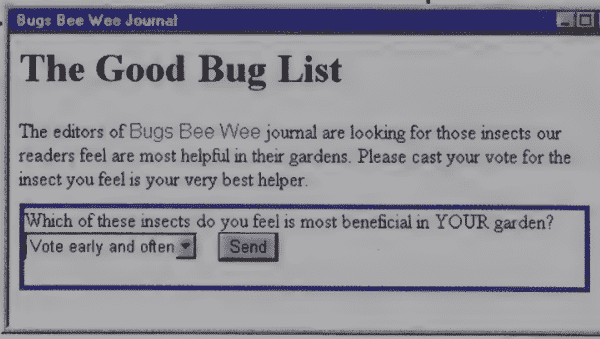 Bugs Bee Wee Journal
The Good Bug List
The editors of Bugs Bee Wee journal are looking for those insects our
readers feel are most helpful in their gardens. Please cast your vote for the
insect you feel is your very best helper.
Which of these insects do you feel is most beneficial in YOUR garden?
Vote early and often
Send